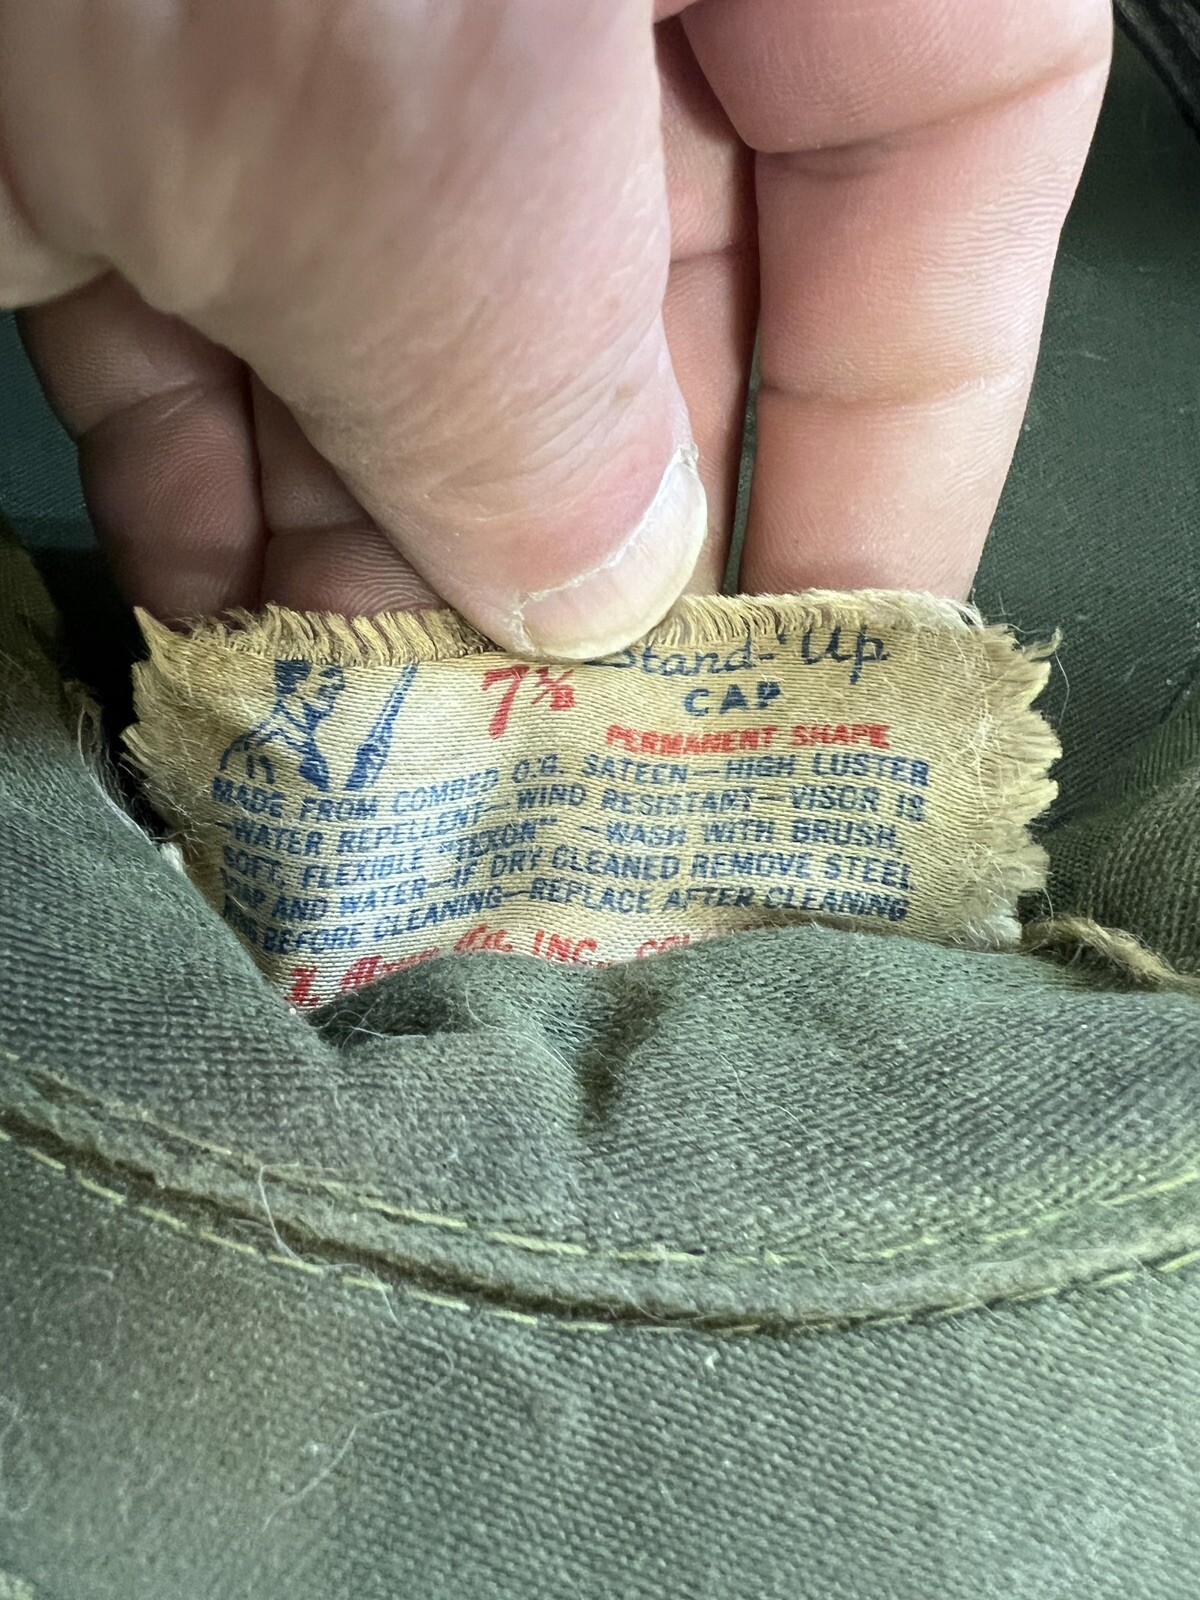 Stand-Up
7 1/8 CAP
PERMANENT SHAPE
MADE FROM COMBED O.G. SATEEN—HIGH LUSTER
—WATER REPELLENT—WIND RESISTANT—VISOR IS
SOFT, FLEXIBLE "TEXON" —WASH WITH BRUSH,
SOAP AND WATER—IF DRY CLEANED REMOVE STEEL
BEFORE CLEANING—REPLACE AFTER CLEANING
INC.,